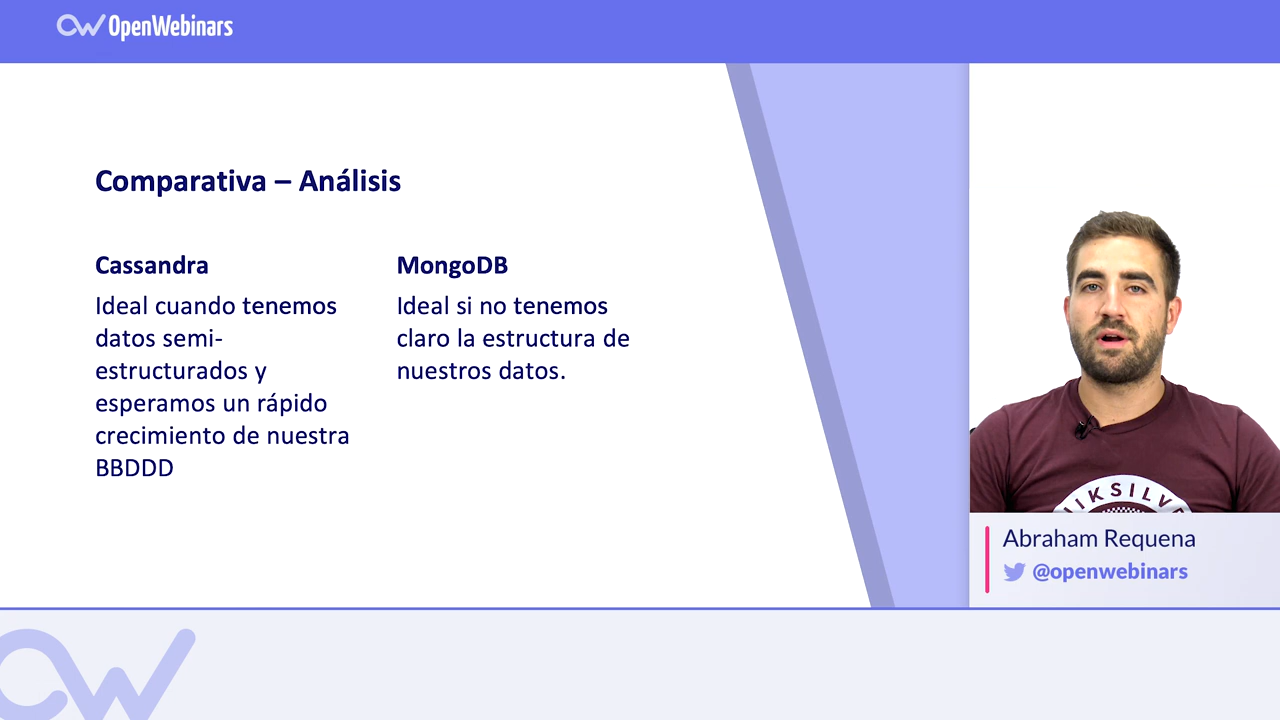 OpenWebinars
Comparativa – Análisis
Cassandra
Ideal cuando tenemos
datos semi-
estructurados y
esperamos un rápido
crecimiento de nuestra
BBDDD
MongoDB
Ideal si no tenemos
claro la estructura de
nuestros datos.
Abraham Requena
@openwebinars